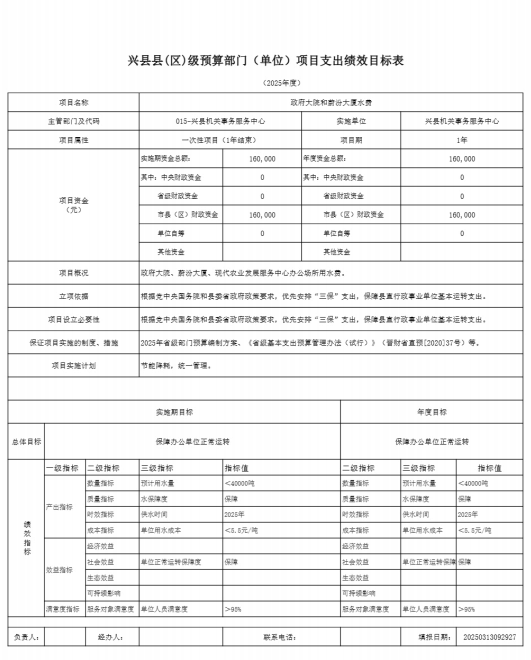 兴县县(区)级预算部门（单位）项目支出绩效目标表
（2025年度）
项目名称 政府大院和蔚汾大厦水费
主管部门及代码 015-兴县机关事务服务中心 实施单位 兴县机关事务服务中心
项目属性 一次性项目（1年结束） 项目期 1年
项目资金（元） 实施期资金总额： 160,000 年度资金总额： 160,000
其中：中央财政资金 0 其中：中央财政资金 0
省级财政资金 0 省级财政资金 0
市县（区）财政资金 160,000 市县（区）财政资金 160,000
单位自筹 0 单位自筹 0
其他资金 其他资金
项目概况 政府大院、蔚汾大厦、现代农业发展服务中心办公场所用水费。
立项依据 根据党中央国务院和县委省政府政策要求，优先安排“三保”支出，保障县直行政事业单位基本运转支出。
项目设立必要性 根据党中央国务院和县委省政府政策要求，优先安排“三保”支出，保障县直行政事业单位基本运转支出。
保证项目实施的制度、措施 2025年省级部门预算编制方案、《省级基本支出预算管理办法（试行）》（晋财省直预[2020]37号）等。
项目实施计划 节能降耗，统一管理。
实施期目标 年度目标
总体目标 保障办公单位正常运转 保障办公单位正常运转
绩效指标 一级指标 二级指标 三级指标 指标值 二级指标 三级指标 指标值
产出指标 数量指标 预计用水量 <40000吨 数量指标 预计用水量 <40000吨
质量指标 水保障度 保障 质量指标 水保障度 保障
时效指标 供水时间 2025年 时效指标 供水时间 2025年
成本指标 单位用水成本 <5.5元/吨 成本指标 单位用水成本 <5.5元/吨
效益指标 经济效益 经济效益
社会效益 单位正常运转保障度 保障 社会效益 单位正常运转保障 保障
生态效益 生态效益
可持续影响 可持续影响
满意度指标 服务对象满意度 单位人员满意度 >98% 服务对象满意度 单位人员满意度 >98%
负责人： 经办人： 联系电话： 填报日期： 20250313092927